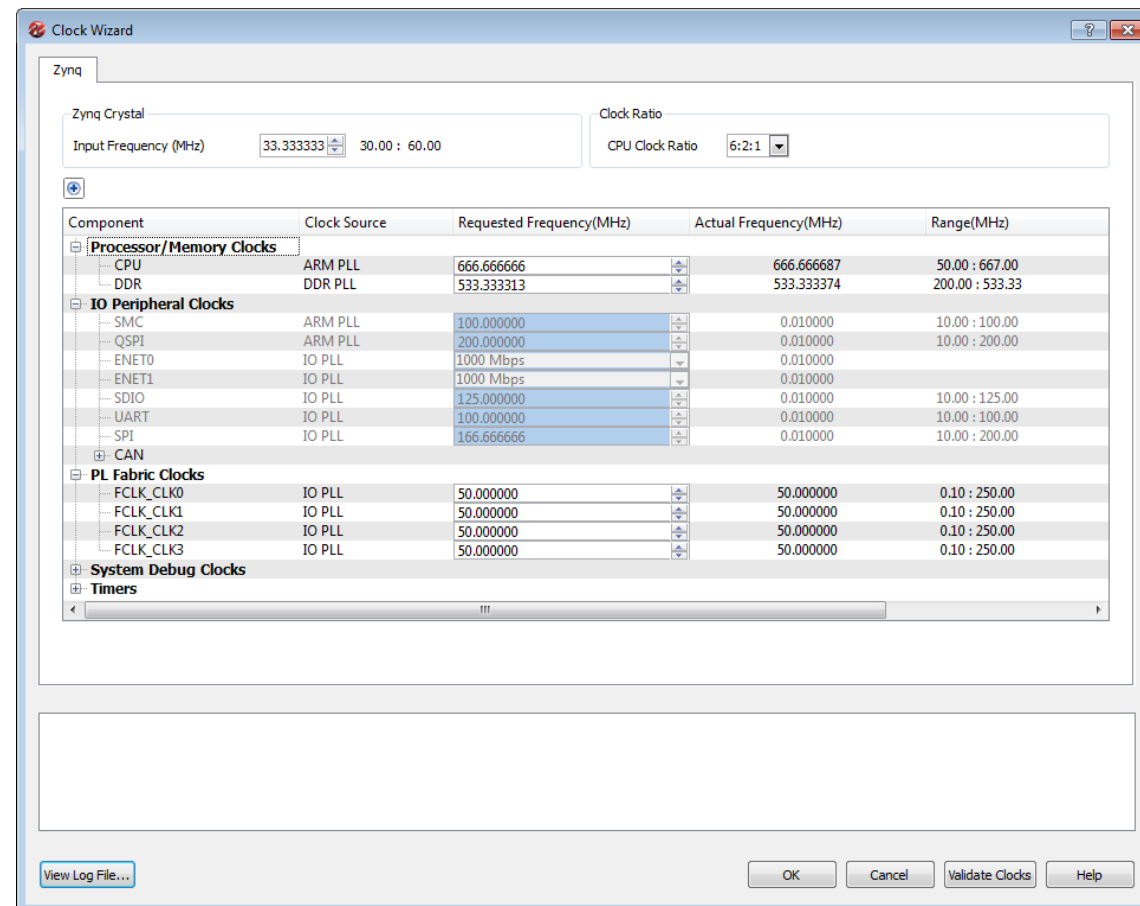 Clock Wizard
Zynq
Zynq Crystal
Clock Ratio
Input Frequency (MHz) 33.333333 30.00 : 60.00
CPU Clock Ratio 6:2:1
Component Clock Source Requested Frequency(MHz) Actual Frequency(MHz) Range(MHz)
Processor/Memory Clocks
CPU ARM PLL 666.666666 666.666687 50.00 : 667.00
DDR DDR PLL 533.333313 533.333374 200.00 : 533.33
IO Peripheral Clocks
SMC ARM PLL 100.000000 0.010000 10.00 : 100.00
QSPI ARM PLL 200.000000 0.010000 10.00 : 200.00
ENET0 IO PLL 1000 Mbps 0.010000
ENET1 IO PLL 1000 Mbps 0.010000
SDIO IO PLL 125.000000 0.010000 10.00 : 125.00
UART IO PLL 100.000000 0.010000 10.00 : 100.00
SPI IO PLL 166.666666 0.010000 10.00 : 200.00
CAN
PL Fabric Clocks
FCLK_CLK0 IO PLL 50.000000 50.000000 0.10 : 250.00
FCLK_CLK1 IO PLL 50.000000 50.000000 0.10 : 250.00
FCLK_CLK2 IO PLL 50.000000 50.000000 0.10 : 250.00
FCLK_CLK3 IO PLL 50.000000 50.000000 0.10 : 250.00
System Debug Clocks
Timers
View Log File... OK Cancel Validate Clocks Help